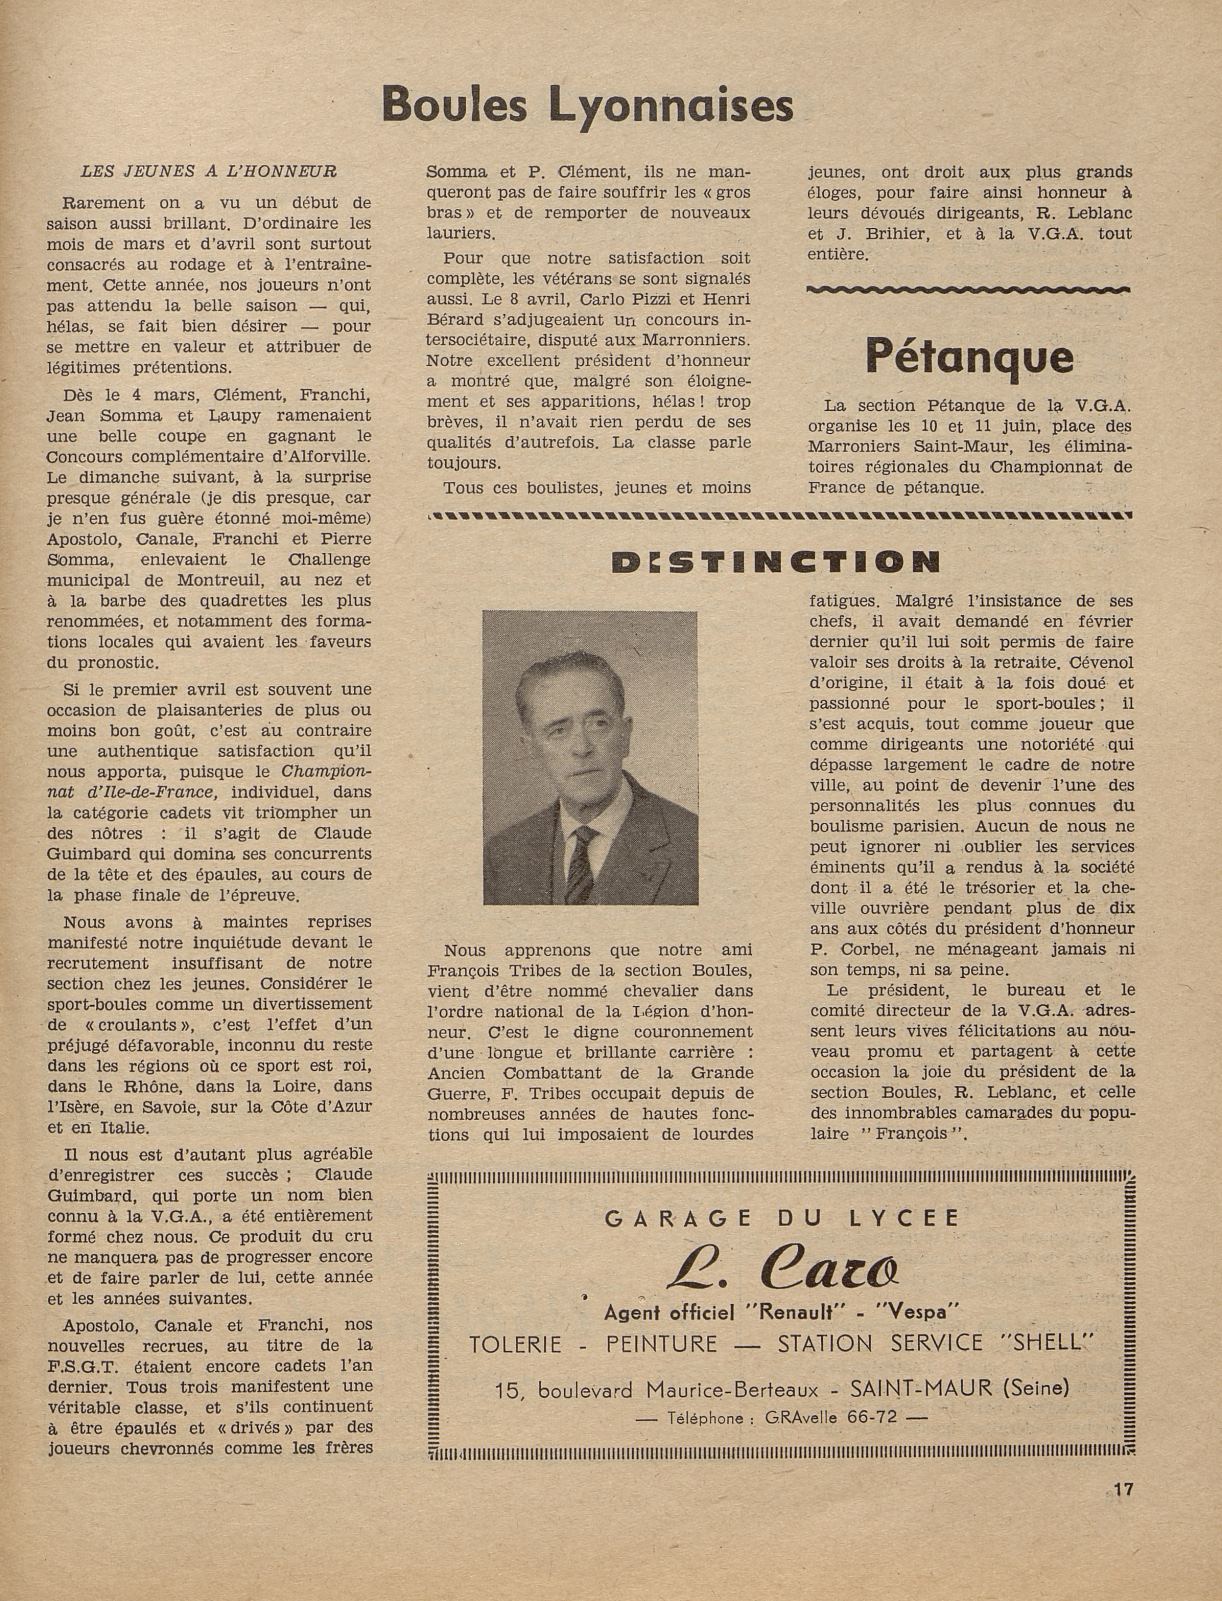 Boules Lyonnaises
LES JEUNES A L'HONNEUR
Rarement on a vu un début de
saison aussi brillant. D'ordinaire les
mois de mars et d'avril sont surtout
consacrés au rodage et à l'entraîne-
ment. Cette année, nos joueurs n'ont
pas attendu la belle saison — qui,
hélas, se fait bien désirer — pour
se mettre en valeur et attribuer de
légitimes prétentions.
Dès le 4 mars, Clément, Franchi,
Jean Somma et Laupy ramenaient
une belle coupe en gagnant le
Concours complémentaire d'Alforville.
Le dimanche suivant, à la surprise
presque générale (je dis presque, car
je n'en fus guère étonné moi-même)
Apostolo, Canale, Franchi et Pierre
Somma, enlevaient le Challenge
municipal de Montreuil, au nez et
à la barbe des quadrettes les plus
renommées, et notamment des forma-
tions locales qui avaient les faveurs
du pronostic.
Si le premier avril est souvent une
occasion de plaisanteries de plus ou
moins bon goût, c'est au contraire
une authentique satisfaction qu'il
nous apporta, puisque le Champion-
nat d'Ile-de-France, individuel, dans
la catégorie cadets vit triompher un
des nôtres : il s'agit de Claude
Guimbard qui domina ses concurrents
de la tête et des épaules, au cours de
la phase finale de l'épreuve.
Nous avons à maintes reprises
manifesté notre inquiétude devant le
recrutement insuffisant de notre
section chez les jeunes. Considérer le
sport-boules comme un divertissement
de « croulants », c'est l'effet d'un
préjugé défavorable, inconnu du reste
dans les régions où ce sport est roi,
dans le Rhône, dans la Loire, dans
l'Isère, en Savoie, sur la Côte d'Azur
et en Italie.
Il nous est d'autant plus agréable
d'enregistrer ces succès ; Claude
Guimbard, qui porte un nom bien
connu à la V.G.A., a été entièrement
formé chez nous. Ce produit du cru
ne manquera pas de progresser encore
et de faire parler de lui, cette année
et les années suivantes.
Apostolo, Canale et Franchi, nos
nouvelles recrues, au titre de la
F.S.G.T. étaient encore cadets l'an
dernier. Tous trois manifestent une
véritable classe, et s'ils continuent
à être épaulés et « drivés » par des
joueurs chevronnés comme les frères
Somma et P. Clément, ils ne man-
queront pas de faire souffrir les « gros
bras » et de remporter de nouveaux
lauriers.
Pour que notre satisfaction soit
complète, les vétérans se sont signalés
aussi. Le 8 avril, Carlo Pizzi et Henri
Bérard s'adjugeaient un concours in-
tersociétaire, disputé aux Marronniers.
Notre excellent président d'honneur
a montré que, malgré son éloigne-
ment et ses apparitions, hélas ! trop
brèves, il n'avait rien perdu de ses
qualités d'autrefois. La classe parle
toujours.
Tous ces boulistes, jeunes et moins
jeunes, ont droit aux plus grands
éloges, pour faire ainsi honneur à
leurs dévoués dirigeants, R. Leblanc
et J. Brihier, et à la V.G.A. tout
entière.
Pétanque
La section Pétanque de la V.G.A.
organise les 10 et 11 juin, place des
Marroniers Saint-Maur, les élimina-
toires régionales du Championnat de
France de pétanque.
DISTINCTION
Nous apprenons que notre ami
François Tribes de la section Boules,
vient d'être nommé chevalier dans
l'ordre national de la Légion d'hon-
neur. C'est le digne couronnement
d'une longue et brillante carrière :
Ancien Combattant de la Grande
Guerre, F. Tribes occupait depuis de
nombreuses années de hautes fonc-
tions qui lui imposaient de lourdes
fatigues. Malgré l'insistance de ses
chefs, il avait demandé en février
dernier qu'il lui soit permis de faire
valoir ses droits à la retraite. Cévenol
d'origine, il était à la fois doué et
passionné pour le sport-boules ; il
s'est acquis, tout comme joueur que
comme dirigeants une notoriété qui
dépasse largement le cadre de notre
ville, au point de devenir l'une des
personnalités les plus connues du
boulisme parisien. Aucun de nous ne
peut ignorer ni oublier les services
éminents qu'il a rendus à la société
dont il a été le trésorier et la che-
ville ouvrière pendant plus de dix
ans aux côtés du président d'honneur
P. Corbel, ne ménageant jamais ni
son temps, ni sa peine.
Le président, le bureau et le
comité directeur de la V.G.A. adres-
sent leurs vives félicitations au nou-
veau promu et partagent à cette
occasion la joie du président de la
section Boules, R. Leblanc, et celle
des innombrables camarades du popu-
laire " François ".
GARAGE DU LYCEE
L. Caro
Agent officiel "Renault" - "Vespa"
TOLERIE - PEINTURE — STATION SERVICE "SHELL"
15, boulevard Maurice-Berteaux - SAINT-MAUR (Seine)
— Téléphone : GRAvelle 66-72 —
17